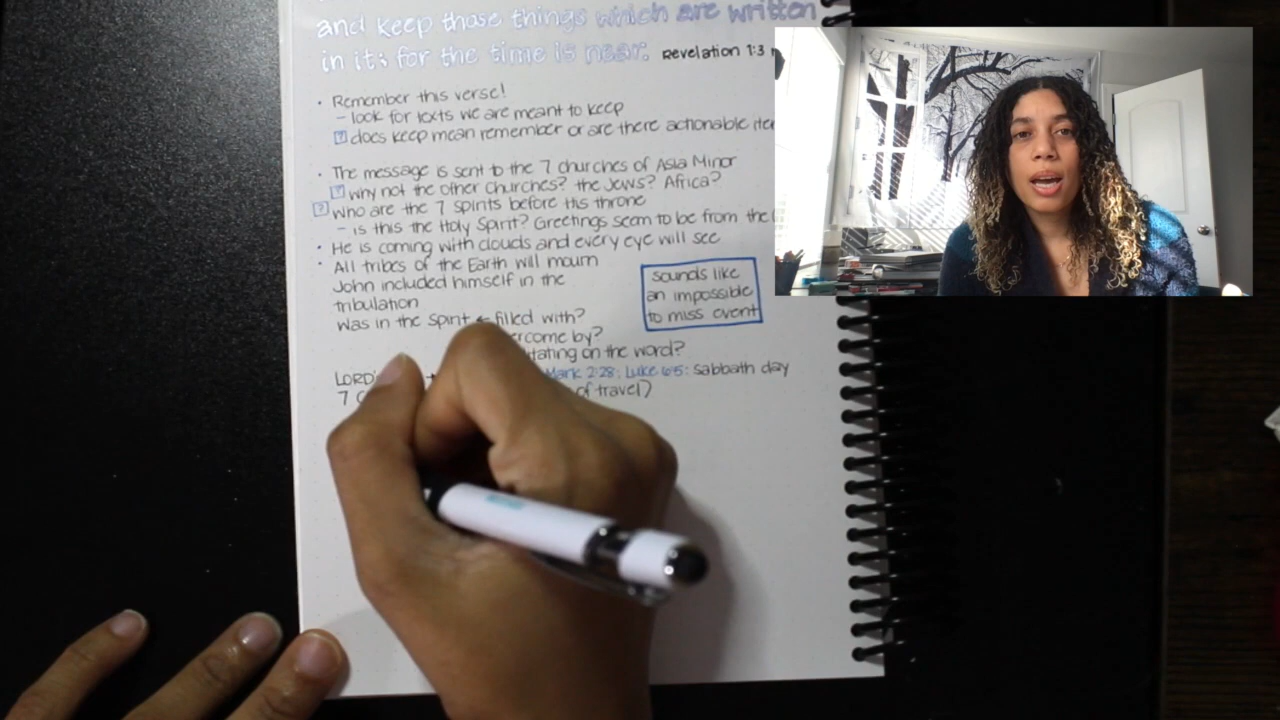 and keep those things which are written
in it; for the time is near. Revelation 1:3
• Remember this verse!
- look for texts we are meant to keep
? does keep mean remember or are there actionable
• The message is sent to the 7 churches of Asia Minor
? why not the other churches? the Jews? Africa?
? who are the 7 spirits before His throne
- is this the Holy Spirit? Greetings seem to be from the
• He is coming with clouds and every eye will see
• All tribes of the Earth will mourn
John included himself in the
tribulation
was in the spirit ← filled with?
come by?
on the word?
LORD Mark 2:28; Luke 6:5: sabbath day
7 of travel)
sounds like
an impossible
to miss event